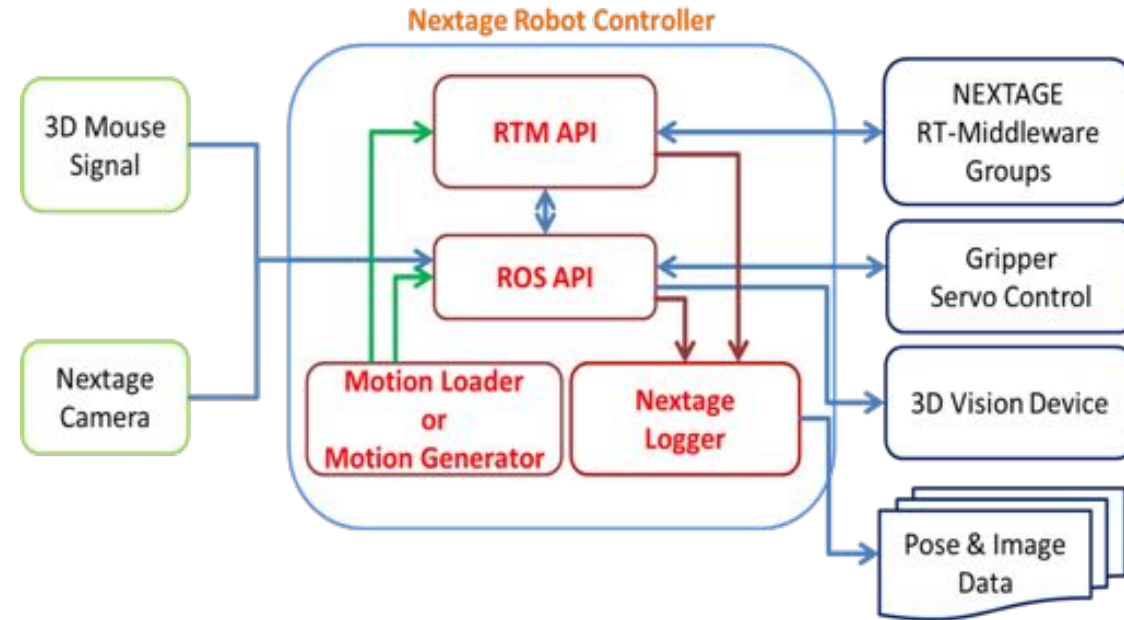 Nextage Robot Controller
3D Mouse
Signal
Nextage
Camera
RTM API
ROS API
Motion Loader
or
Motion Generator
Nextage
Logger
NEXTAGE
RT-Middleware
Groups
Gripper
Servo Control
3D Vision Device
Pose & Image
Data